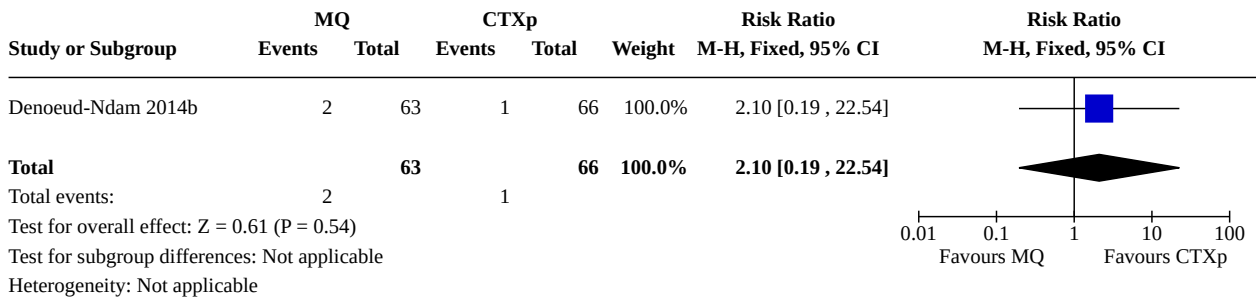 MQ CTXp Risk Ratio Risk Ratio
Study or Subgroup Events Total Events Total Weight M-H, Fixed, 95% CI M-H, Fixed, 95% CI
Denoeud-Ndam 2014b 2 63 1 66 100.0% 2.10 [0.19 , 22.54]
Total 63 66 100.0% 2.10 [0.19 , 22.54]
Total events: 2 1
Test for overall effect: Z = 0.61 (P = 0.54)
0.01 0.1 1 10 100
Test for subgroup differences: Not applicable Favours MQ Favours CTXp
Heterogeneity: Not applicable